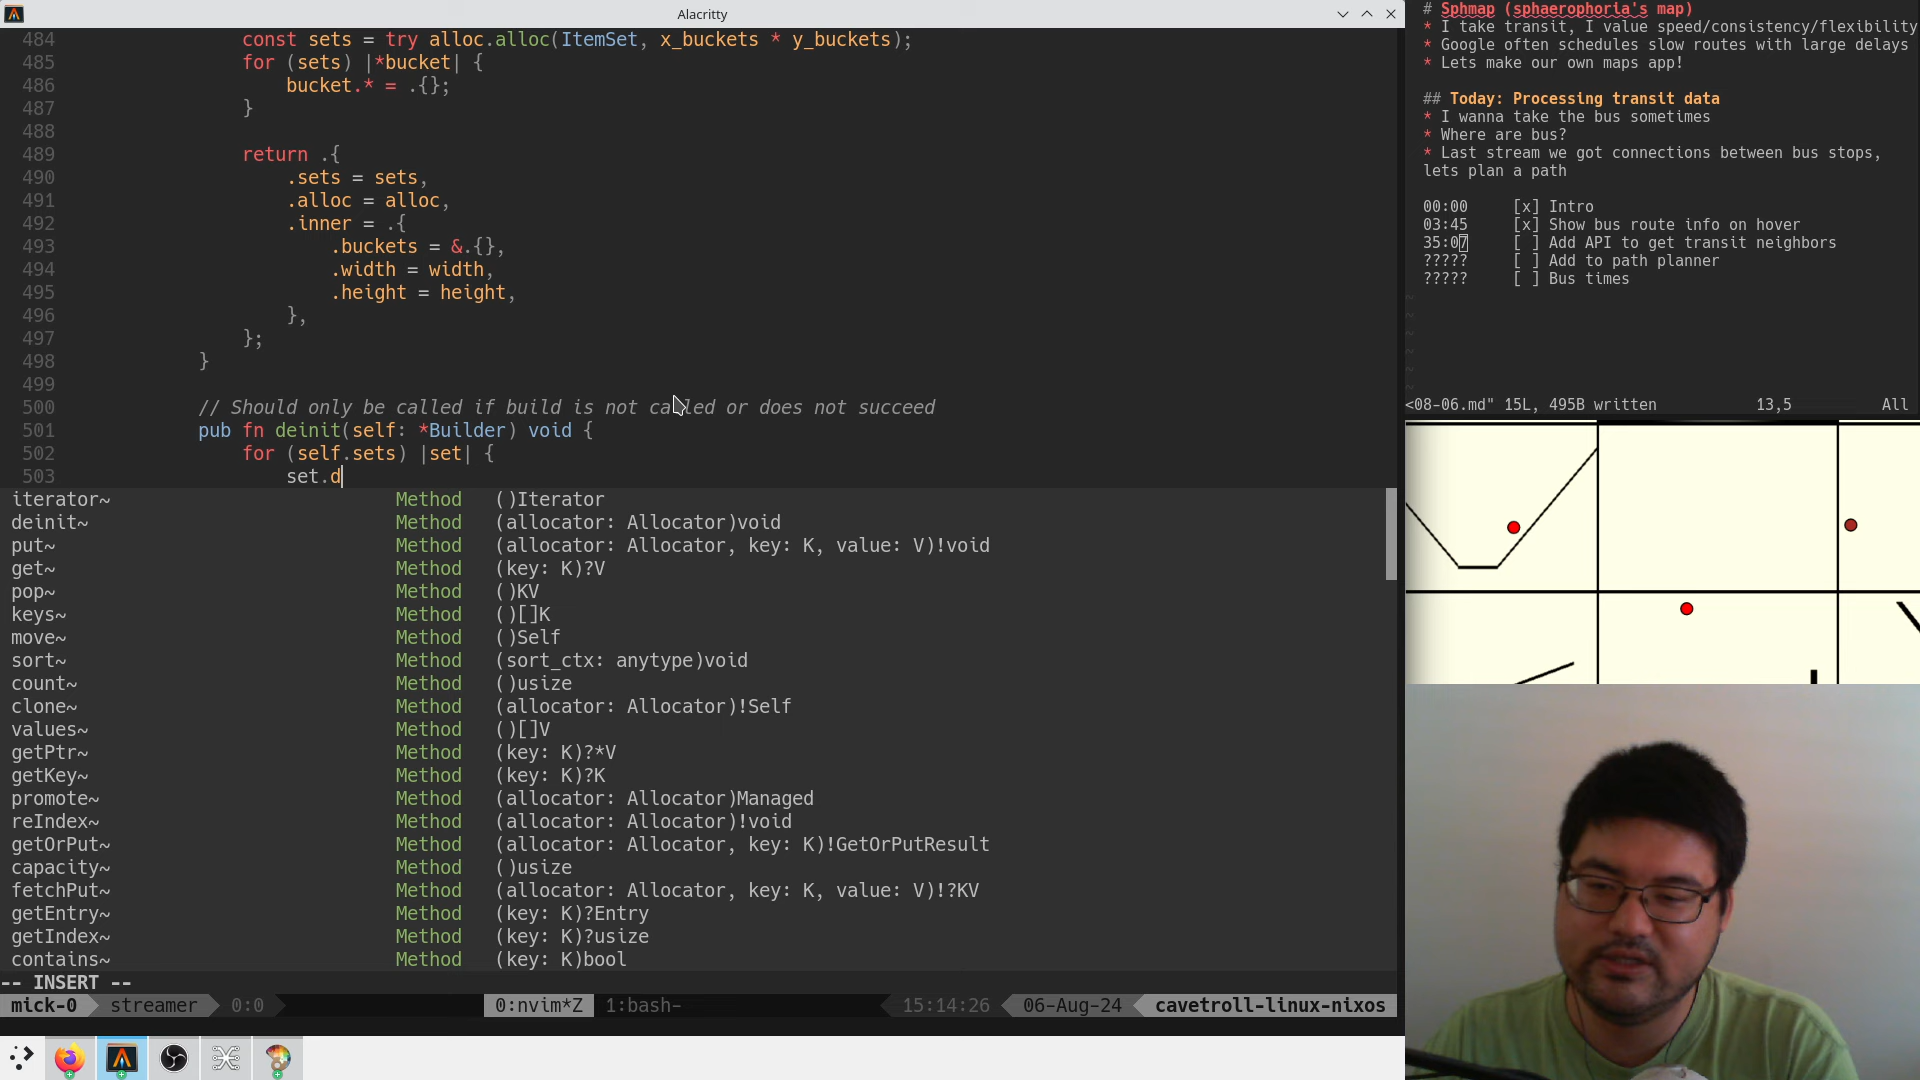 Alacritty
484 const sets = try alloc.alloc(ItemSet, x_buckets * y_buckets);
485 for (sets) |*bucket| {
486 bucket.* = .{};
487 }
488
489 return .{
490 .sets = sets,
491 .alloc = alloc,
492 .inner = .{
493 .buckets = &.{},
494 .width = width,
495 .height = height,
496 },
497 };
498 }
499
500 // Should only be called if build is not called or does not succeed
501 pub fn deinit(self: *Builder) void {
502 for (self.sets) |set| {
503 set.d
iterator~ Method ()Iterator
deinit~ Method (allocator: Allocator)void
put~ Method (allocator: Allocator, key: K, value: V)!void
get~ Method (key: K)?V
pop~ Method ()KV
keys~ Method ()[]K
move~ Method ()Self
sort~ Method (sort_ctx: anytype)void
count~ Method ()usize
clone~ Method (allocator: Allocator)!Self
values~ Method ()[]V
getPtr~ Method (key: K)?*V
getKey~ Method (key: K)?K
promote~ Method (allocator: Allocator)Managed
reIndex~ Method (allocator: Allocator)!void
getOrPut~ Method (allocator: Allocator, key: K)!GetOrPutResult
capacity~ Method ()usize
fetchPut~ Method (allocator: Allocator, key: K, value: V)!?KV
getEntry~ Method (key: K)?Entry
getIndex~ Method (key: K)?usize
contains~ Method (key: K)bool
-- INSERT --
mick-0 streamer 0:0 0:nvim*Z 1:bash- 15:14:26 06-Aug-24 cavetroll-linux-nixos
# Sphmap (sphaerophoria's map)
* I take transit, I value speed/consistency/flexibility
* Google often schedules slow routes with large delays
* Lets make our own maps app!
## Today: Processing transit data
* I wanna take the bus sometimes
* Where are bus?
* Last stream we got connections between bus stops,
lets plan a path
00:00 [x] Intro
03:45 [x] Show bus route info on hover
35:07 [ ] Add API to get transit neighbors
????? [ ] Add to path planner
????? [ ] Bus times
~
~
~
~
~
~
<08-06.md" 15L, 495B written 13,5 All